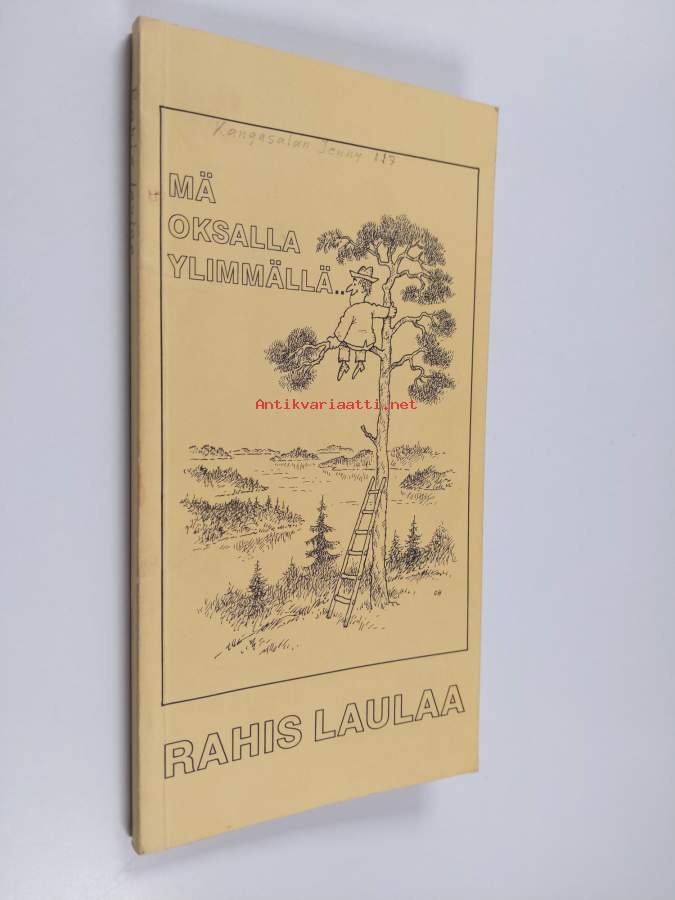 Kangasalan Jenny 117
MÄ
OKSALLA
YLIMMÄLLÄ..
Antikvariaatti.net
RAHIS LAULAA